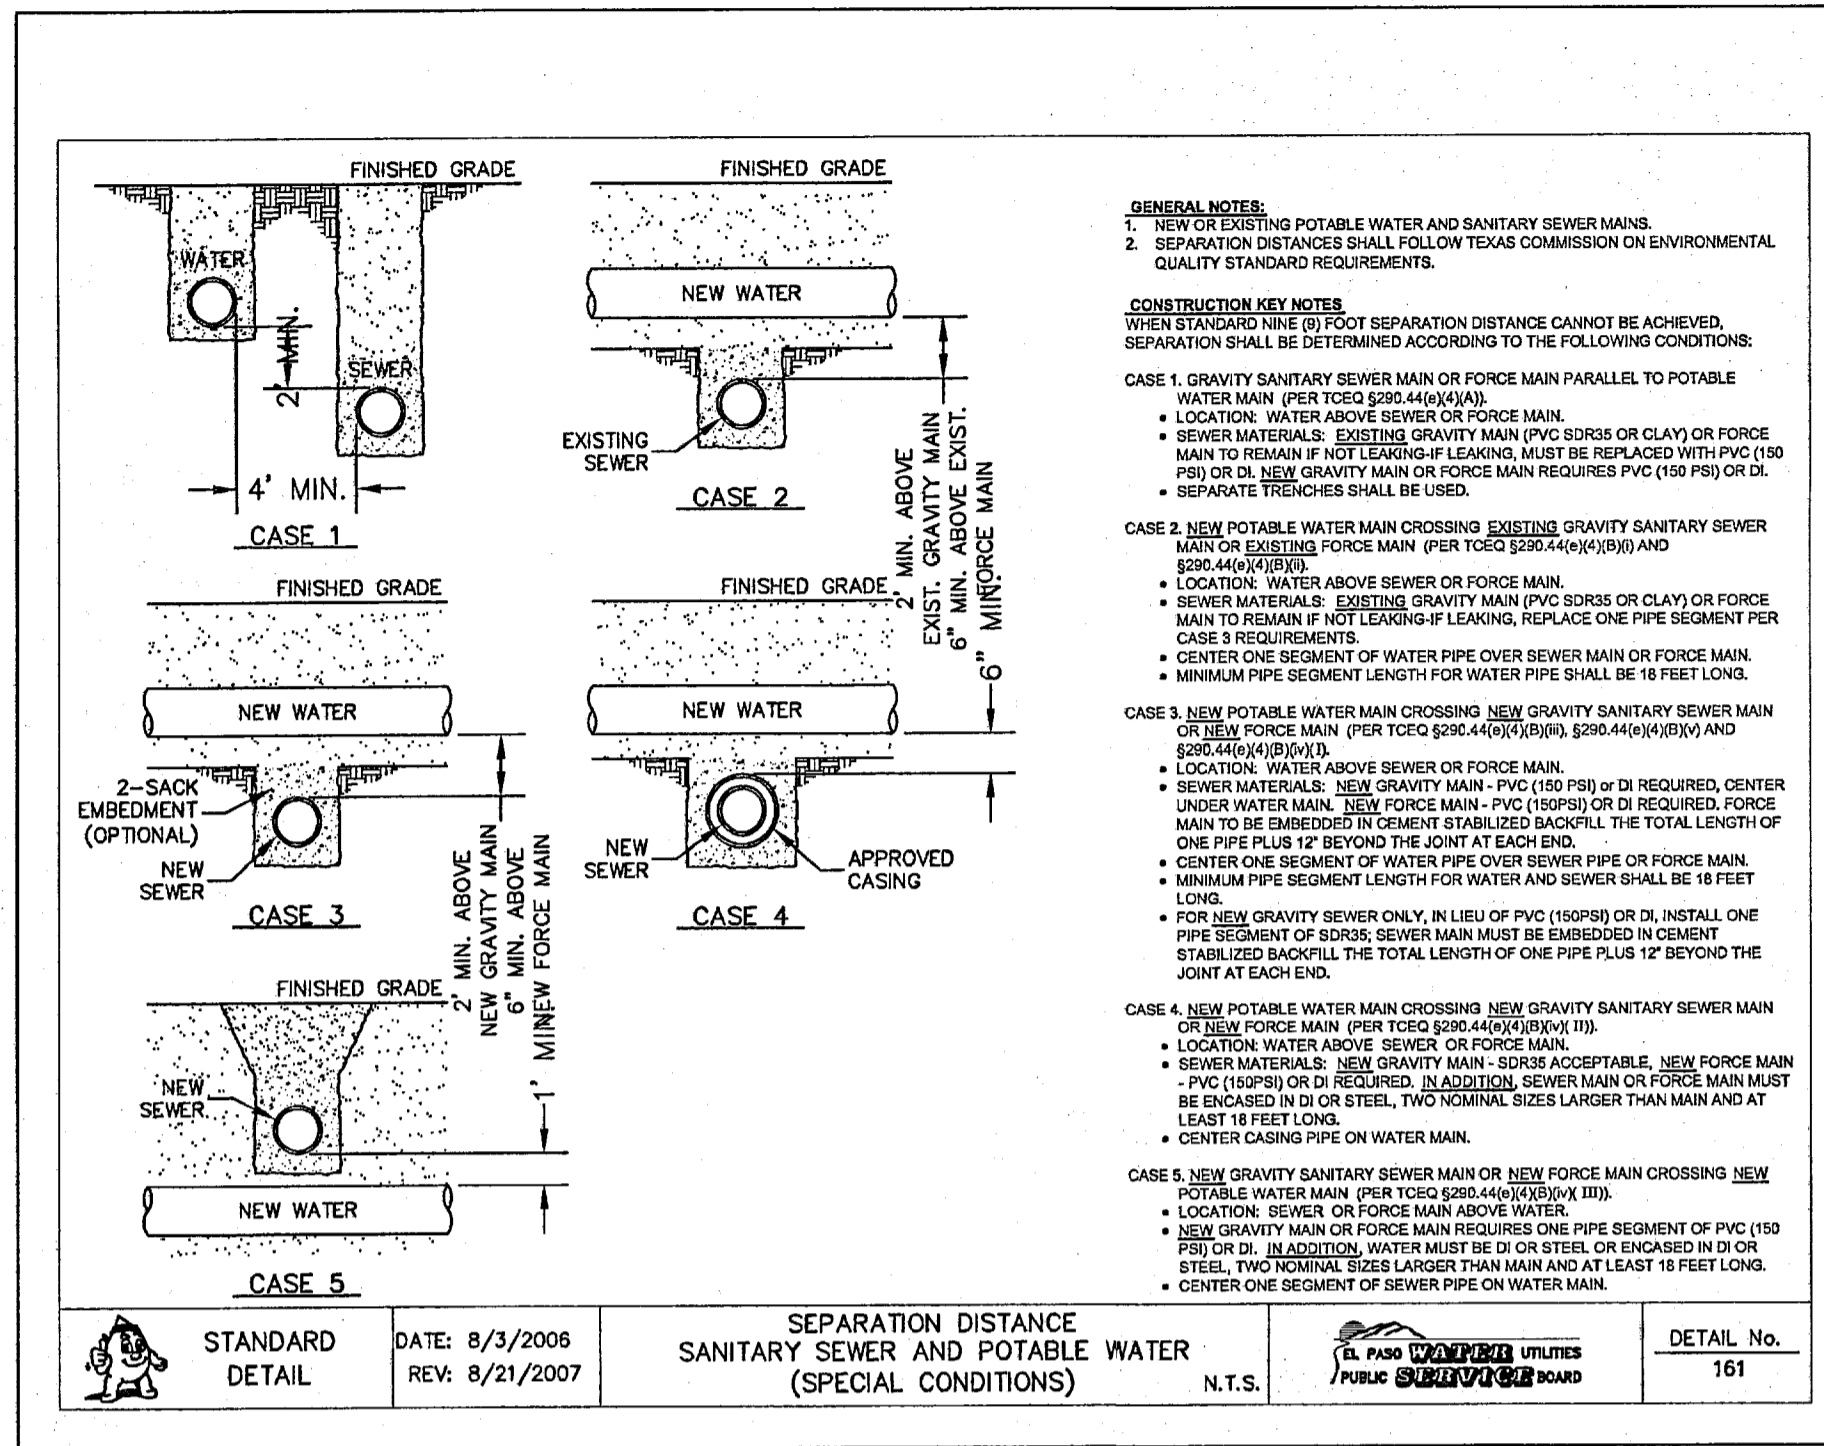 FINISHED GRADE
WATER
SEWER
2' MIN.
4' MIN.
CASE 1
FINISHED GRADE
NEW WATER
EXISTING
SEWER
CASE 2
2' MIN. ABOVE
EXIST. GRAVITY MAIN
6" MIN. ABOVE EXIST.
FORCE MAIN
6" MIN.
FINISHED GRADE
NEW WATER
2-SACK
EMBEDMENT
(OPTIONAL)
NEW
SEWER
CASE 3
2' MIN. ABOVE
NEW GRAVITY MAIN
6" MIN. ABOVE
NEW FORCE MAIN
1' MIN.
FINISHED GRADE
NEW WATER
NEW
SEWER
APPROVED
CASING
CASE 4
FINISHED GRADE
NEW
SEWER
NEW WATER
CASE 5
GENERAL NOTES:
1. NEW OR EXISTING POTABLE WATER AND SANITARY SEWER MAINS.
2. SEPARATION DISTANCES SHALL FOLLOW TEXAS COMMISSION ON ENVIRONMENTAL
QUALITY STANDARD REQUIREMENTS.
CONSTRUCTION KEY NOTES
WHEN STANDARD NINE (9) FOOT SEPARATION DISTANCE CANNOT BE ACHIEVED,
SEPARATION SHALL BE DETERMINED ACCORDING TO THE FOLLOWING CONDITIONS:
CASE 1. GRAVITY SANITARY SEWER MAIN OR FORCE MAIN PARALLEL TO POTABLE
WATER MAIN (PER TCEQ §290.44(e)(4)(A)).
• LOCATION: WATER ABOVE SEWER OR FORCE MAIN.
• SEWER MATERIALS: EXISTING GRAVITY MAIN (PVC SDR35 OR CLAY) OR FORCE
MAIN TO REMAIN IF NOT LEAKING-IF LEAKING, MUST BE REPLACED WITH PVC (150
PSI) OR DI. NEW GRAVITY MAIN OR FORCE MAIN REQUIRES PVC (150 PSI) OR DI.
• SEPARATE TRENCHES SHALL BE USED.
CASE 2. NEW POTABLE WATER MAIN CROSSING EXISTING GRAVITY SANITARY SEWER
MAIN OR EXISTING FORCE MAIN (PER TCEQ §290.44(e)(4)(B)(i) AND
§290.44(e)(4)(B)(ii).
• LOCATION: WATER ABOVE SEWER OR FORCE MAIN.
• SEWER MATERIALS: EXISTING GRAVITY MAIN (PVC SDR35 OR CLAY) OR FORCE
MAIN TO REMAIN IF NOT LEAKING-IF LEAKING, REPLACE ONE PIPE SEGMENT PER
CASE 3 REQUIREMENTS.
• CENTER ONE SEGMENT OF WATER PIPE OVER SEWER MAIN OR FORCE MAIN.
• MINIMUM PIPE SEGMENT LENGTH FOR WATER PIPE SHALL BE 18 FEET LONG.
CASE 3. NEW POTABLE WATER MAIN CROSSING NEW GRAVITY SANITARY SEWER MAIN
OR NEW FORCE MAIN (PER TCEQ §290.44(e)(4)(B)(iii), §290.44(e)(4)(B)(v) AND
§290.44(e)(4)(B)(iv)(I).
• LOCATION: WATER ABOVE SEWER OR FORCE MAIN.
• SEWER MATERIALS: NEW GRAVITY MAIN - PVC (150 PSI) or DI REQUIRED, CENTER
UNDER WATER MAIN. NEW FORCE MAIN - PVC (150PSI) OR DI REQUIRED. FORCE
MAIN TO BE EMBEDDED IN CEMENT STABILIZED BACKFILL THE TOTAL LENGTH OF
ONE PIPE PLUS 12" BEYOND THE JOINT AT EACH END.
• CENTER ONE SEGMENT OF WATER PIPE OVER SEWER PIPE OR FORCE MAIN.
• MINIMUM PIPE SEGMENT LENGTH FOR WATER AND SEWER SHALL BE 18 FEET
LONG.
• FOR NEW GRAVITY SEWER ONLY, IN LIEU OF PVC (150PSI) OR DI, INSTALL ONE
PIPE SEGMENT OF SDR35; SEWER MAIN MUST BE EMBEDDED IN CEMENT
STABILIZED BACKFILL THE TOTAL LENGTH OF ONE PIPE PLUS 12" BEYOND THE
JOINT AT EACH END.
CASE 4. NEW POTABLE WATER MAIN CROSSING NEW GRAVITY SANITARY SEWER MAIN
OR NEW FORCE MAIN (PER TCEQ §290.44(e)(4)(B)(iv)( II)).
• LOCATION: WATER ABOVE SEWER OR FORCE MAIN.
• SEWER MATERIALS: NEW GRAVITY MAIN - SDR35 ACCEPTABLE, NEW FORCE MAIN
- PVC (150PSI) OR DI REQUIRED. IN ADDITION, SEWER MAIN OR FORCE MAIN MUST
BE ENCASED IN DI OR STEEL, TWO NOMINAL SIZES LARGER THAN MAIN AND AT
LEAST 18 FEET LONG.
• CENTER CASING PIPE ON WATER MAIN.
CASE 5. NEW GRAVITY SANITARY SEWER MAIN OR NEW FORCE MAIN CROSSING NEW
POTABLE WATER MAIN (PER TCEQ §290.44(e)(4)(B)(iv)( III)).
• LOCATION: SEWER OR FORCE MAIN ABOVE WATER.
• NEW GRAVITY MAIN OR FORCE MAIN REQUIRES ONE PIPE SEGMENT OF PVC (150
PSI) OR DI. IN ADDITION, WATER MUST BE DI OR STEEL OR ENCASED IN DI OR
STEEL, TWO NOMINAL SIZES LARGER THAN MAIN AND AT LEAST 18 FEET LONG.
• CENTER ONE SEGMENT OF SEWER PIPE ON WATER MAIN.
STANDARD
DETAIL
DATE: 8/3/2006
REV: 8/21/2007
SEPARATION DISTANCE
SANITARY SEWER AND POTABLE WATER
(SPECIAL CONDITIONS)
N.T.S.
EL PASO WATER UTILITIES
PUBLIC SERVICE BOARD
DETAIL No.
161